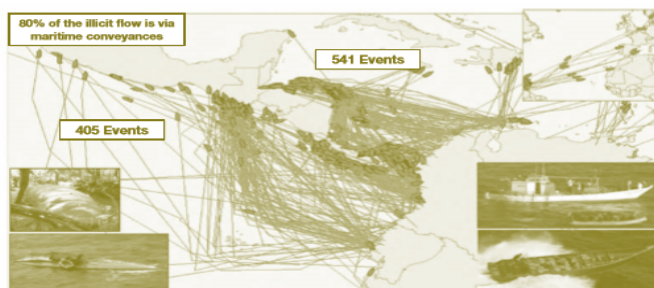 80% of the illicit flow is via
maritime conveyances
541 Events
405 Events